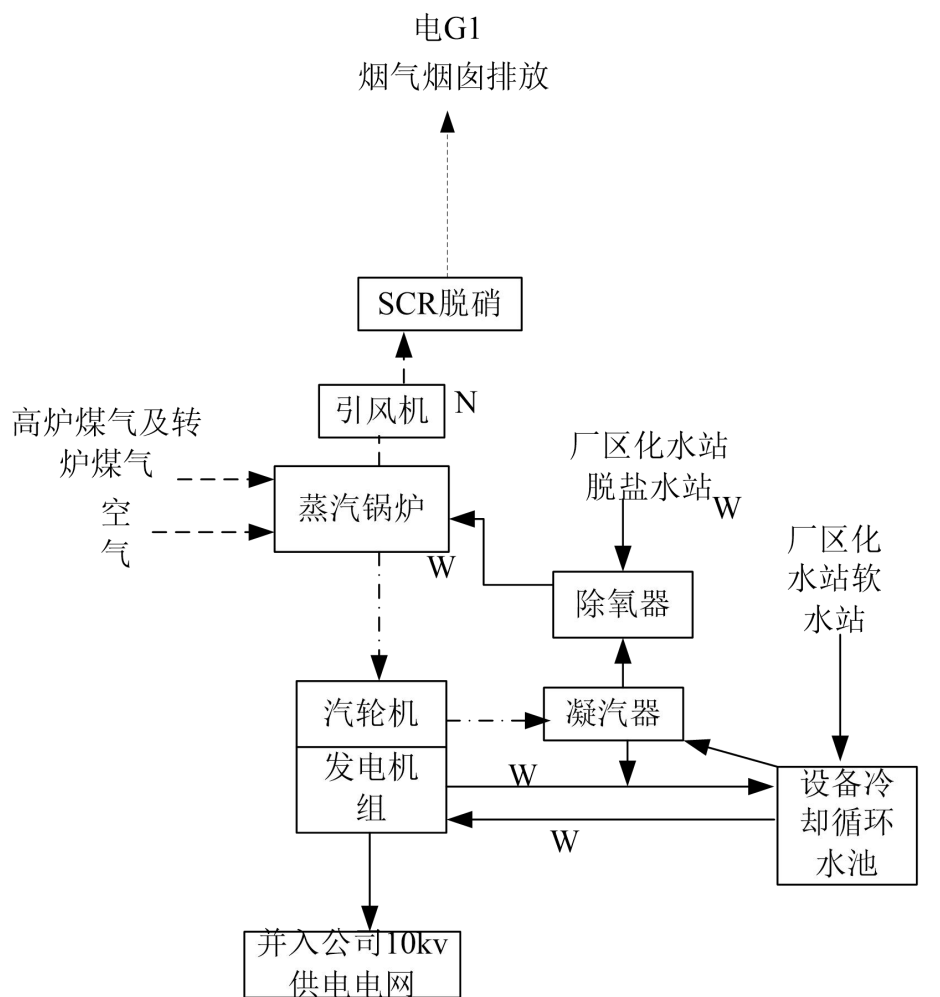 电G1
烟气烟囱排放
SCR脱硝
引风机
N
高炉煤气及转
炉煤气
空
气
蒸汽锅炉
W
厂区化水站
脱盐水站
W
厂区化
水站软
水站
除氧器
汽轮机
凝汽器
发电机
组
W
W
设备冷
却循环
水池
并入公司10kv
供电电网